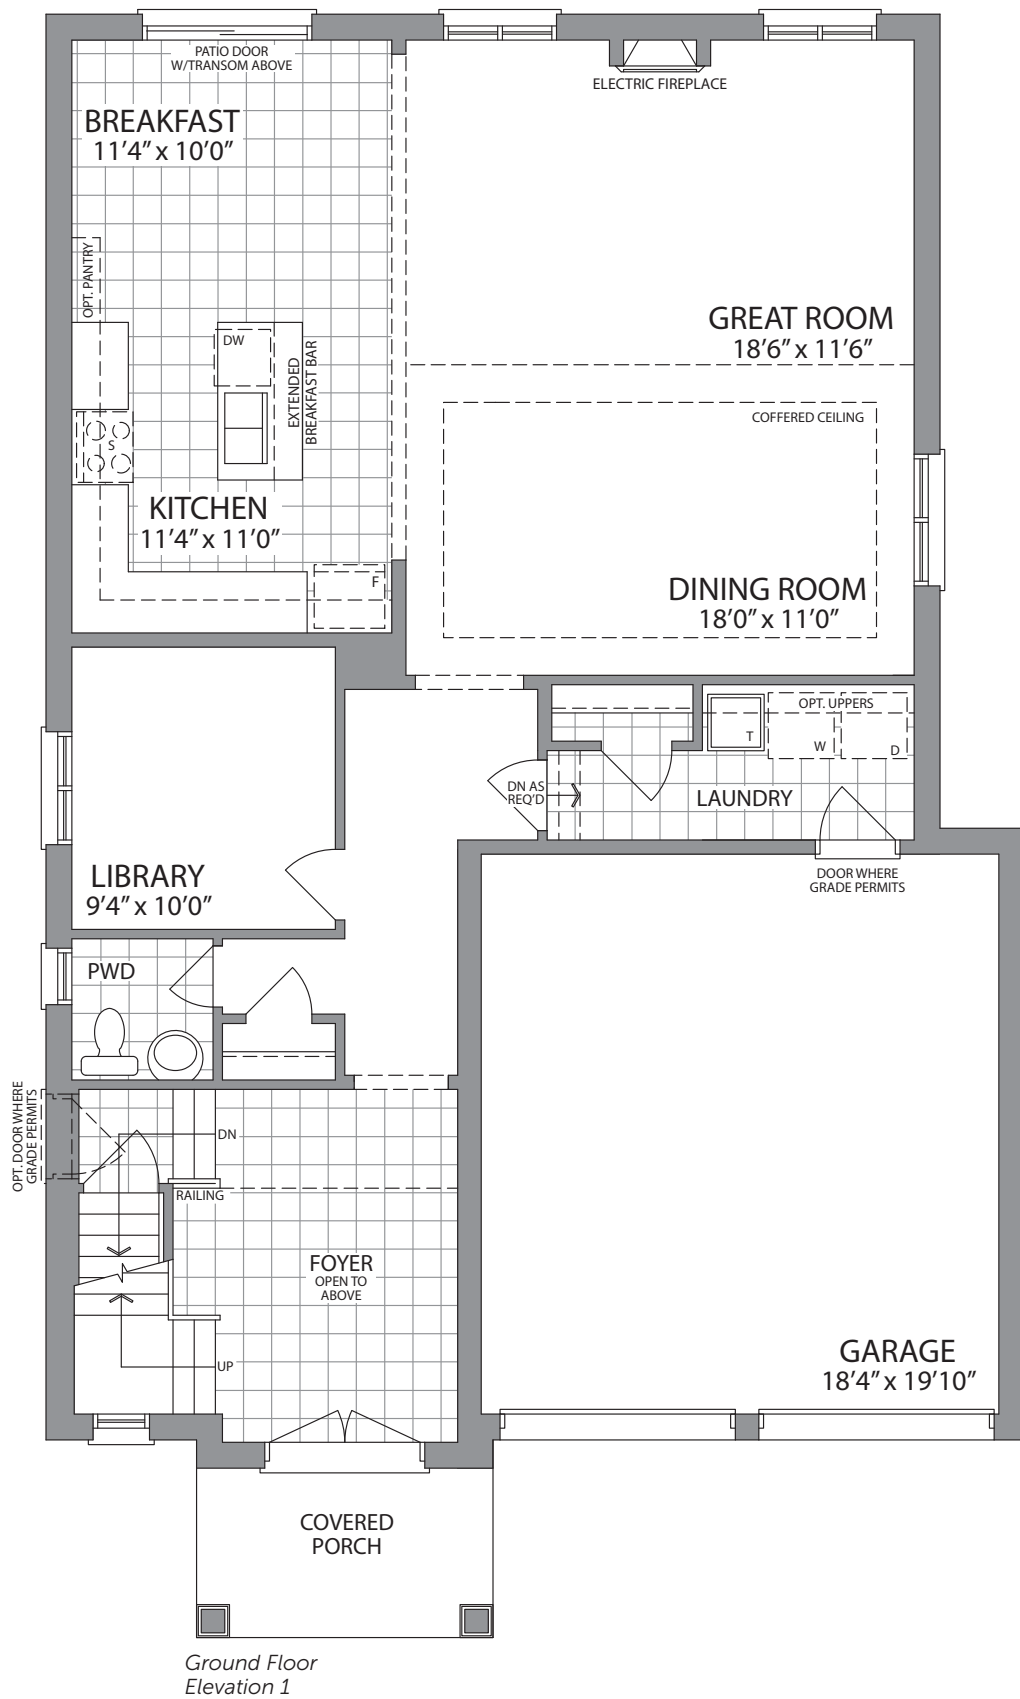 PATIO DOOR
W/TRANSOM ABOVE
ELECTRIC FIREPLACE
BREAKFAST
11'4" x 10'0"
OPT. PANTRY
GREAT ROOM
18'6" x 11'6"
DW
EXTENDED
BREAKFAST BAR
COFFERED CEILING
S
KITCHEN
11'4" x 11'0"
F
DINING ROOM
18'0" x 11'0"
OPT. UPPERS
T
W
D
DN AS
REQ'D
LAUNDRY
LIBRARY
9'4" x 10'0"
DOOR WHERE
GRADE PERMITS
PWD
OPT. DOOR WHERE
GRADE PERMITS
DN
RAILING
FOYER
OPEN TO
ABOVE
UP
GARAGE
18'4" x 19'10"
COVERED
PORCH
Ground Floor
Elevation 1